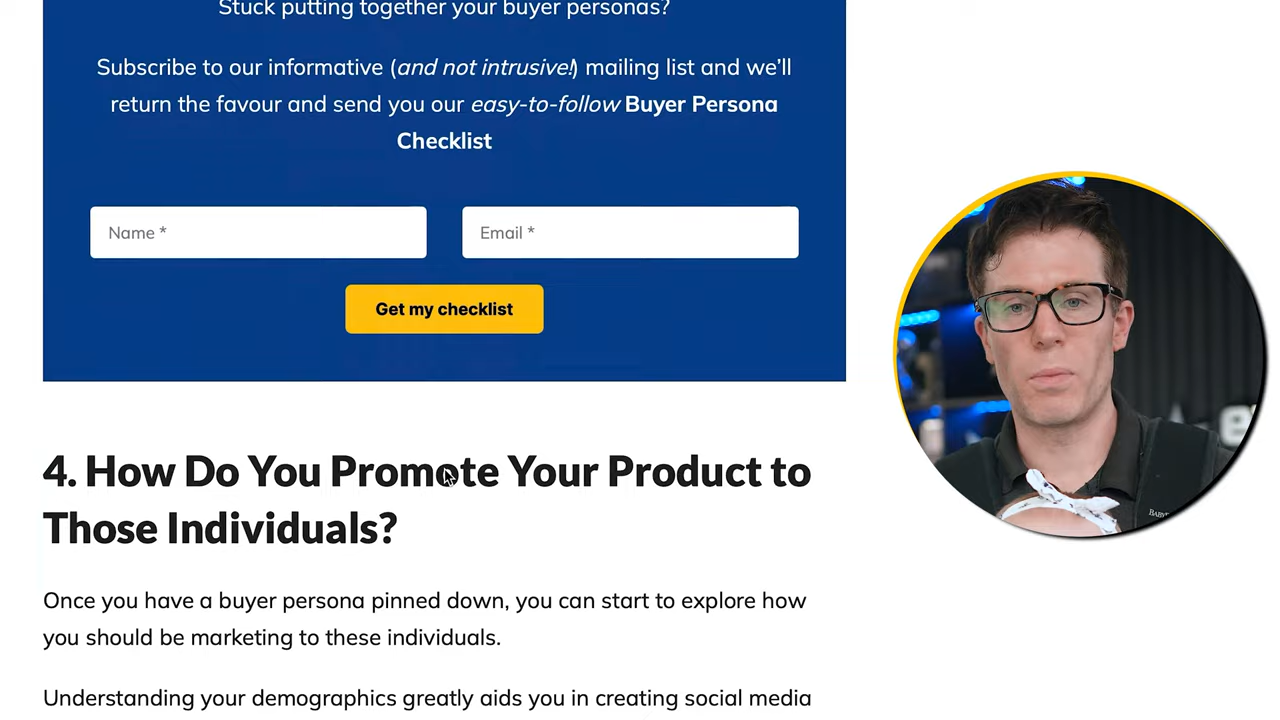 Stuck putting together your buyer personas?
Subscribe to our informative (and not intrusive!) mailing list and we’ll
return the favour and send you our easy-to-follow Buyer Persona
Checklist
Name *
Email *
Get my checklist
4. How Do You Promote Your Product to
Those Individuals?
Once you have a buyer persona pinned down, you can start to explore how
you should be marketing to these individuals.
Understanding your demographics greatly aids you in creating social media